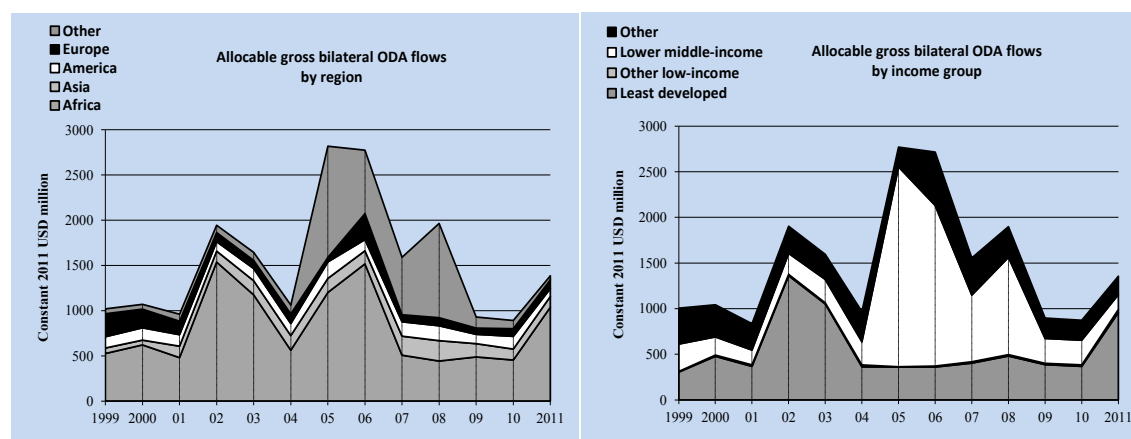 Other
Europe
America
Asia
Africa
Allocable gross bilateral ODA flows
by region
Constant 2011 USD million
3000
2500
2000
1500
1000
500
0
1999 2000 01 02 03 04 05 06 07 08 09 10 2011
Other
Lower middle-income
Other low-income
Least developed
Allocable gross bilateral ODA flows
by income group
Constant 2011 USD million
3000
2500
2000
1500
1000
500
0
1999 2000 01 02 03 04 05 06 07 08 09 10 2011